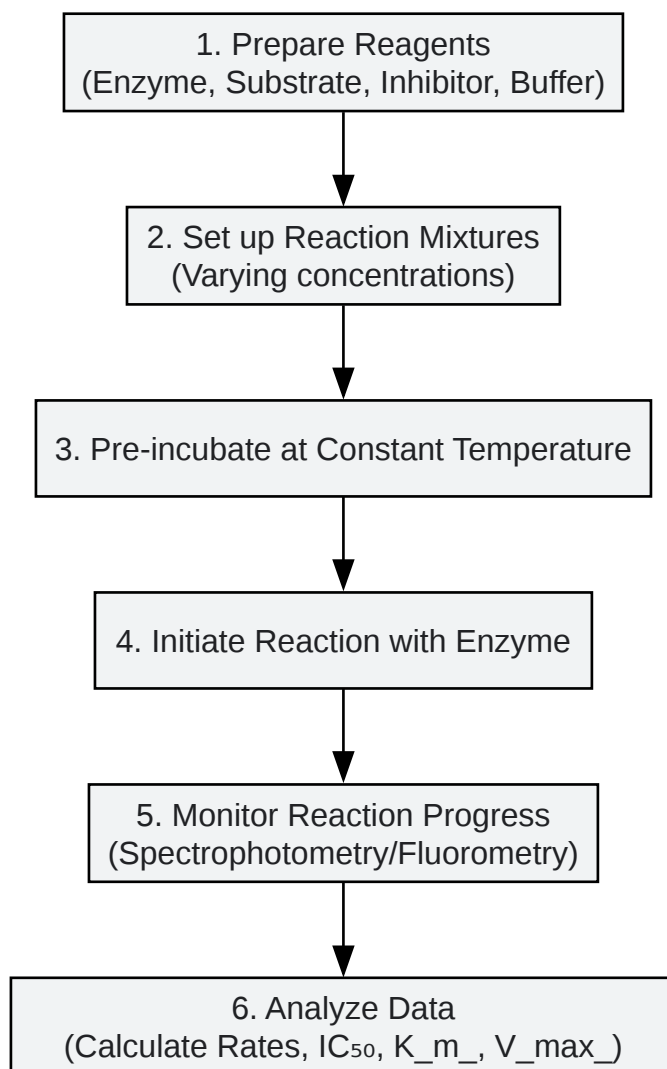 1. Prepare Reagents
(Enzyme, Substrate, Inhibitor, Buffer)
2. Set up Reaction Mixtures
(Varying concentrations)
3. Pre-incubate at Constant Temperature
4. Initiate Reaction with Enzyme
5. Monitor Reaction Progress
(Spectrophotometry/Fluorometry)
6. Analyze Data
(Calculate Rates, IC₅₀, K_m_, V_max_)